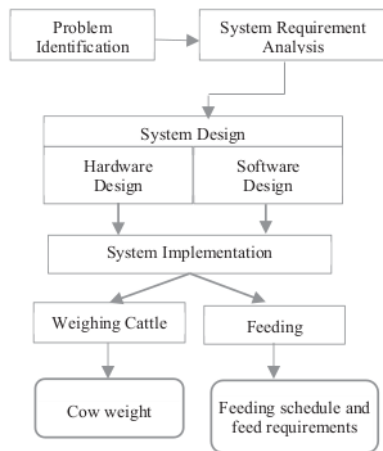 Problem
Identification
System Requirement
Analysis
System Design
Hardware
Design
Software
Design
System Implementation
Weighing Cattle
Feeding
Cow weight
Feeding schedule and
feed requirements